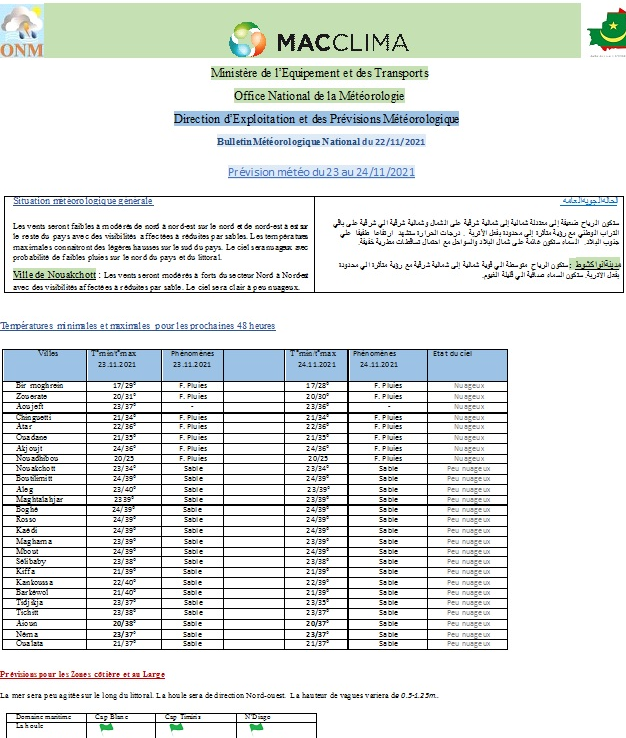 ONM
MACCLIMA
Ministère de l'Equipement et des Transports
Office National de la Météorologie
Direction d'Exploitation et des Prévisions Météorologique
Bulletin Météorologique National du 22/11/2021
Prévision météo du 23 au 24/11/2021
Situation météorologique générale
Les vents seront faibles à modérés de nord à nord-est sur le nord et de nord-est à est sur
le reste du pays avec des visibilités affectées à réduites par sables. Les températures
maximales connaitront des légères hausses sur le sud du pays. Le ciel sera nuageux avec
probabilité de faibles pluies sur le nord du pays et du littoral.
Ville de Nouakchott : Les vent seront modérés à forts du secteur Nord à Nordest
avec des visibilités affectées à réduites par sable. Le ciel sera clair à peu nuageux.
الحالة الجوية العامة
ستكون الرياح ضعيفة إلى معتدلة شمالية إلى شمالية شرقية على الشمال وشمالية شرقية الي شرقية على باقي
التراب الوطني مع رؤية متأثرة إلى محدودة بفعل الأتربة . درجات الحرارة ستشهد ارتفاعا طفيفا علي
جنوب البلاد. السماء ستكون غائمة على شمال البلاد والسواحل مع احتمال تساقطات مطرية خفيفة.
مدينة انواكشوط : ستكون الرياح متوسطة الي قوية شمالية إلى شمالية شرقية مع رؤية متأثرة الي محدودة
بفعل الاتربة. ستكون السماء صافية الي قليلة الغيوم.
Températures minimales et maximales pour les prochaines 48 heures
Villes T°min/t°max Phénomènes T°min/t°max Phénomènes Etat du ciel
23.11.2021 23.11.2021 24.11.2021 24.11.2021
Bir moghrein 17/29° F. Pluies 17/28° F. Pluies Nuageux
Zouerate 20/31° F. Pluies 20/30° F. Pluies Nuageux
Aoujeft 23/37° - 23/36° - Nuageux
Chinguetti 21/34° F. Pluies 21/34° F. Pluies Nuageux
Atar 22/36° F. Pluies 22/36° F. Pluies Nuageux
Ouadane 21/35° F. Pluies 21/35° F. Pluies Nuageux
Akjoujt 24/36° F. Pluies 24/36° F. Pluies Nuageux
Nouadhibou 20/25 F. Pluies 20/25 F. Pluies Nuageux
Nouakchott 23/34° Sable 23/34° Sable Peu nuageux
Boutilimitt 24/39° Sable 24/39° Sable Peu nuageux
Aleg 23/40° Sable 23/39° Sable Peu nuageux
Maghtalahjar 2339° Sable 23/39° Sable Peu nuageux
Boghé 24/39° Sable 24/39° Sable Peu nuageux
Rosso 24/39° Sable 24/39° Sable Peu nuageux
Kaédi 24/39° Sable 24/39° Sable Peu nuageux
Maghama 23/39° Sable 23/39° Sable Peu nuageux
Mbout 24/39° Sable 24/39° Sable Peu nuageux
Sélibaby 23/38° Sable 23/38° Sable Peu nuageux
Kiffa 21/39° Sable 21/39° Sable Peu nuageux
Kankoussa 22/40° Sable 22/39° Sable Peu nuageux
Barkéwol 21/40° Sable 21/39° Sable Peu nuageux
Tidjikja 23/37° Sable 23/35° Sable Peu nuageux
Tichitt 23/38° Sable 23/37° Sable Peu nuageux
Aioun 20/38° Sable 20/37° Sable Peu nuageux
Néma 23/37° Sable 23/37° Sable Peu nuageux
Oualata 21/37° Sable 21/37° Sable Peu nuageux
Prévisions pour les Zones côtière et au Large
La mer sera peu agitée sur le long du littoral. La houle sera de direction Nord-ouest. La hauteur de vagues variera de 0.5-1.25m.
Domaine maritime Cap Blanc Cap Timiris N'Diago
La houle